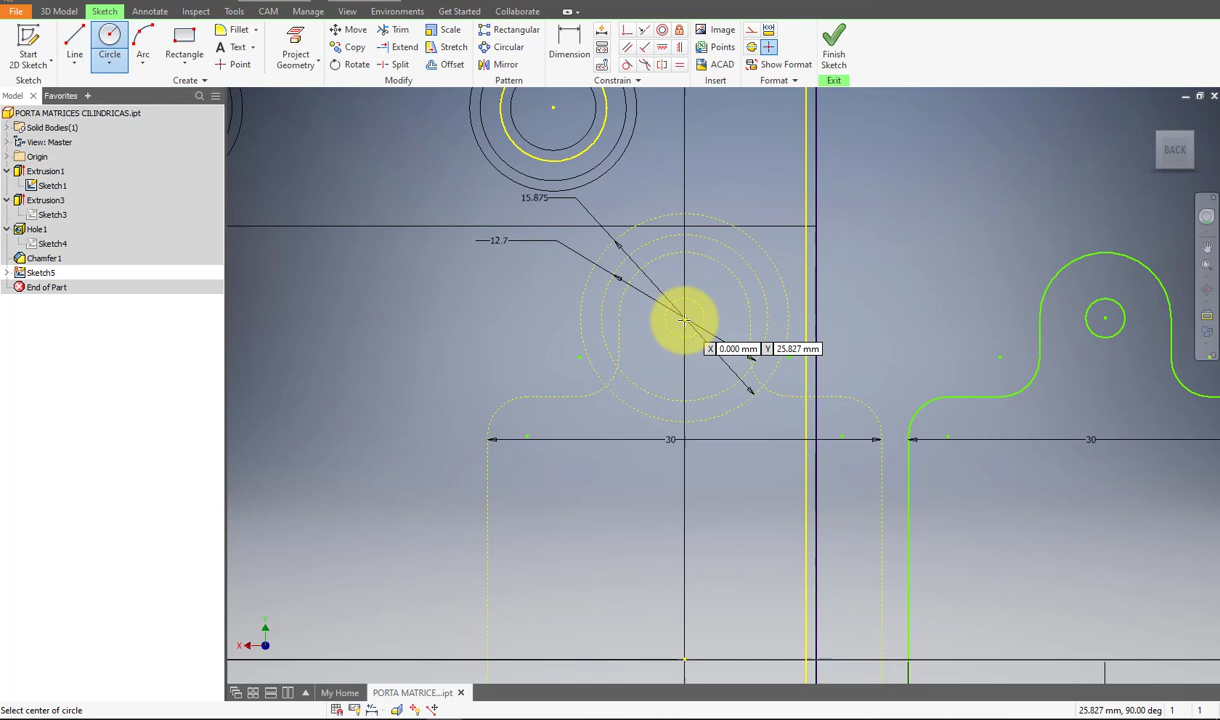 File 3D Model Sketch Annotate Inspect Tools CAM Manage View Environments Get Started Collaborate
Start
2D Sketch
Line
Circle
Arc
Rectangle
Fillet
Text
Point
Project
Geometry
Move
Copy
Rotate
Trim
Extend
Split
Scale
Stretch
Offset
Rectangular
Circular
Mirror
Dimension
Image
Points
ACAD
Show Format
Finish
Sketch
Sketch Create Modify Pattern Constrain Insert Format Exit
Model Favorites
PORTA MATRICES CILINDRICAS.ipt
Solid Bodies(1)
View: Master
Origin
Extrusion1
Sketch1
Extrusion3
Sketch3
Hole1
Sketch4
Chamfer1
Sketch5
End of Part
BACK
15.875
12.7
X 0.000 mm Y 25.827 mm
30
30
Y
X
My Home PORTA MATRICE...ipt
Select center of circle
25.827 mm, 90.00 deg 1 1